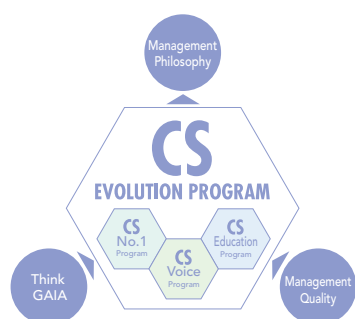 Management
Philosophy
CS
EVOLUTION PROGRAM
CS
No.1
Program
CS
Voice
Program
CS
Education
Program
Think
GAIA
Management
Quality